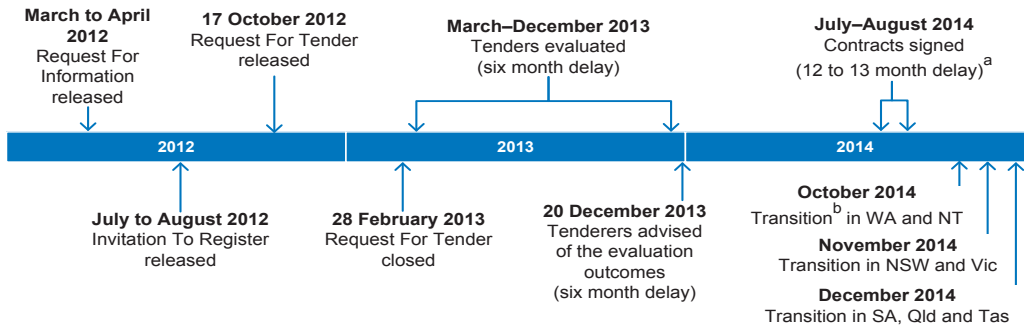 March to April
2012
Request For
Information
released
17 October 2012
Request For Tender
released
March–December 2013
Tenders evaluated
(six month delay)
July–August 2014
Contracts signed
(12 to 13 month delay)a
2012
2013
2014
July to August 2012
Invitation To Register
released
28 February 2013
Request For Tender
closed
20 December 2013
Tenderers advised
of the evaluation
outcomes
(six month delay)
October 2014
Transitionb in WA and NT
November 2014
Transition in NSW and Vic
December 2014
Transition in SA, Qld and Tas